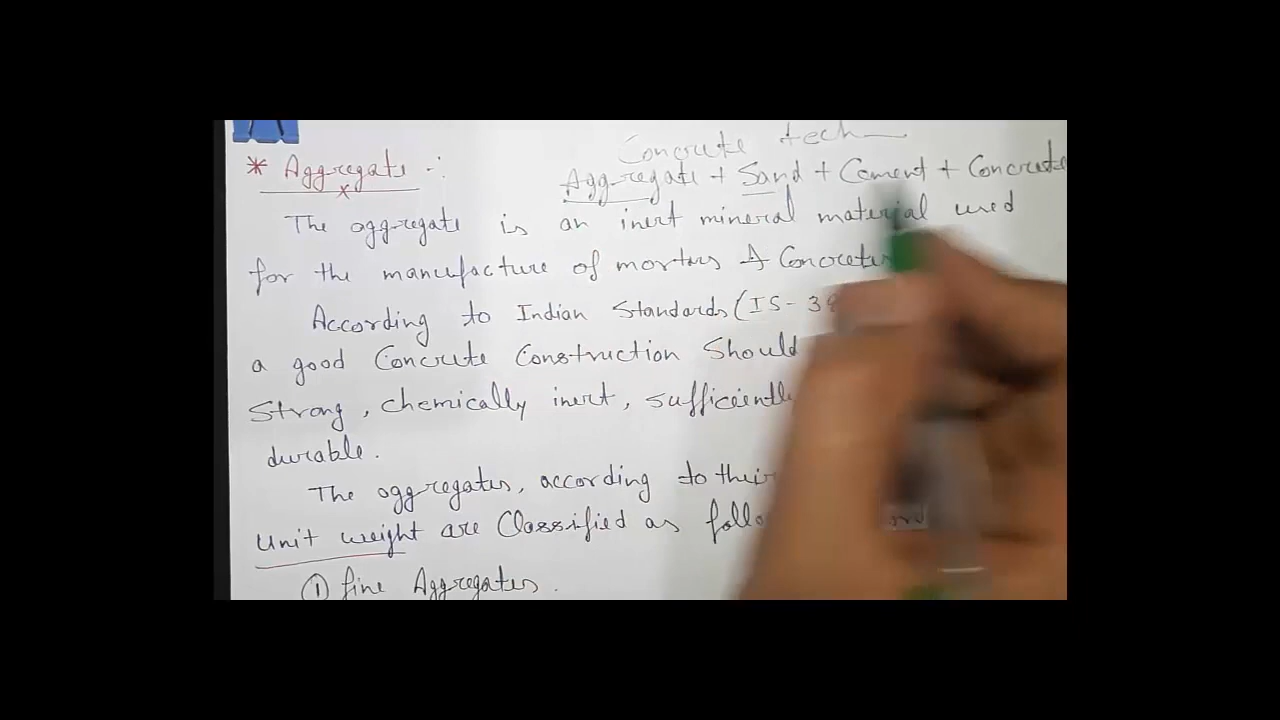 Concrete tech
* Aggregate :-
Aggregate + Sand + Cement + Concrete
The aggregate is an inert mineral material used
for the manufacture of mortars & Concretes
According to Indian Standards (IS-38
a good Concrete Construction Should
Strong, chemically inert, sufficiently
durable.
The aggregates, according to their
Unit weight are Classified as
① fine Aggregates.